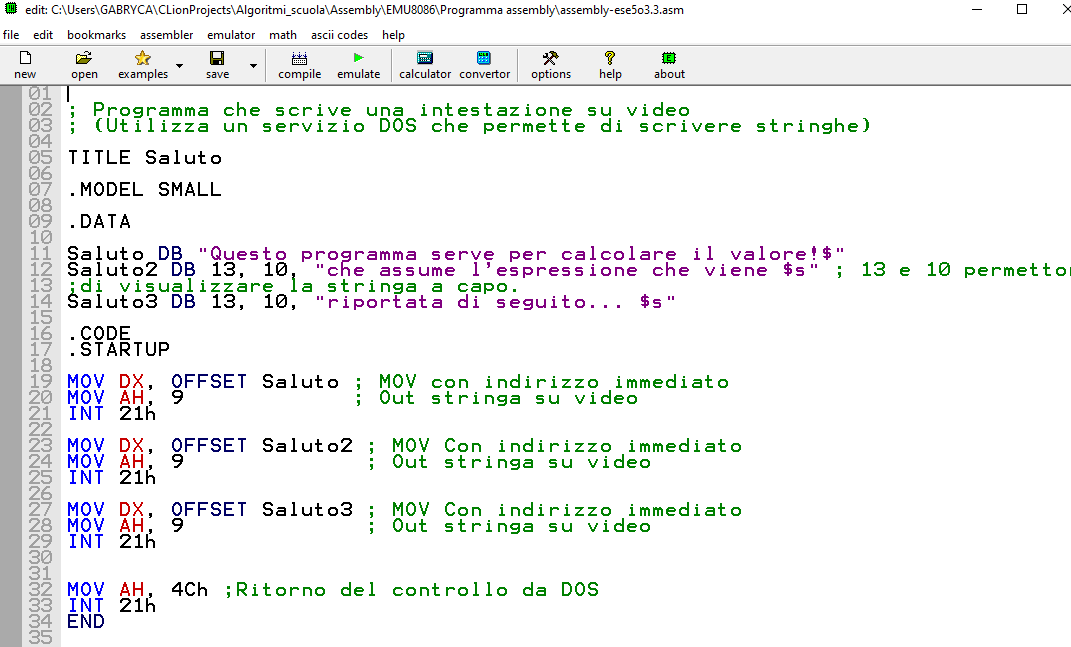 edit: C:\Users\GABRYCA\CLionProjects\Algoritmi_scuola\Assembly\EMU8086\Programma assembly\assembly-ese5o3.3.asm
file edit bookmarks assembler emulator math ascii codes help
new open examples save compile emulate calculator convertor options help about
01
02 ; Programma che scrive una intestazione su video
03 ; (Utilizza un servizio DOS che permette di scrivere stringhe)
04
05 TITLE Saluto
06
07 .MODEL SMALL
08
09 .DATA
10
11 Saluto DB "Questo programma serve per calcolare il valore!$"
12 Saluto2 DB 13, 10, "che assume l'espressione che viene $s" ; 13 e 10 permetto
13 ;di visualizzare la stringa a capo.
14 Saluto3 DB 13, 10, "riportata di seguito... $s"
15
16 .CODE
17 .STARTUP
18
19 MOV DX, OFFSET Saluto ; MOV con indirizzo immediato
20 MOV AH, 9 ; Out stringa su video
21 INT 21h
22
23 MOV DX, OFFSET Saluto2 ; MOV Con indirizzo immediato
24 MOV AH, 9 ; Out stringa su video
25 INT 21h
26
27 MOV DX, OFFSET Saluto3 ; MOV Con indirizzo immediato
28 MOV AH, 9 ; Out stringa su video
29 INT 21h
30
31
32 MOV AH, 4Ch ;Ritorno del controllo da DOS
33 INT 21h
34 END
35